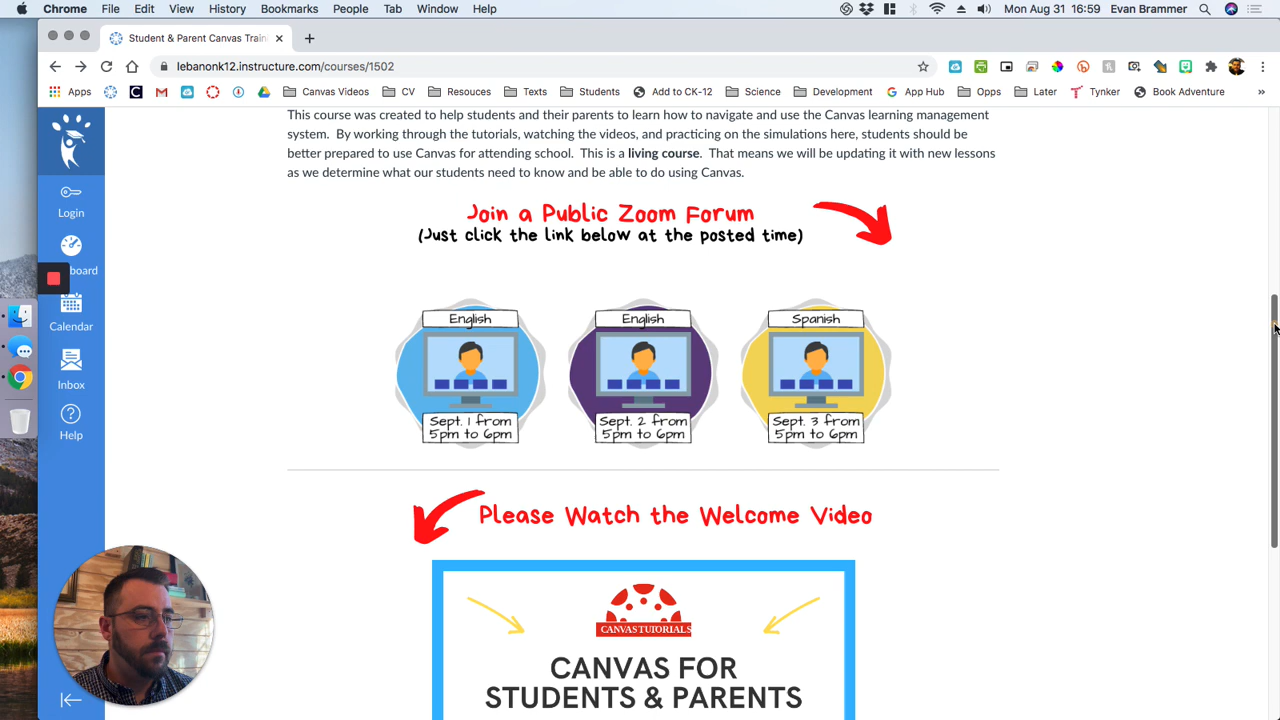 Chrome File Edit View History Bookmarks People Tab Window Help Mon Aug 31 16:59 Evan Brammer
Student & Parent Canvas Train
lebanonk12.instructure.com/courses/1502
Apps Canvas Videos CV Resouces Texts Students Add to CK-12 Science Development App Hub Opps Later Tynker Book Adventure »
This course was created to help students and their parents to learn how to navigate and use the Canvas learning management
system. By working through the tutorials, watching the videos, and practicing on the simulations here, students should be
better prepared to use Canvas for attending school. This is a living course. That means we will be updating it with new lessons
as we determine what our students need to know and be able to do using Canvas.
Login
board
Calendar
Inbox
Help
Join a Public Zoom Forum
(Just click the link below at the posted time)
English English Spanish
Sept. 1 from
5pm to 6pm
Sept. 2 from
5pm to 6pm
Sept. 3 from
5pm to 6pm
Please Watch the Welcome Video
CANVAS TUTORIALS
CANVAS FOR
STUDENTS & PARENTS